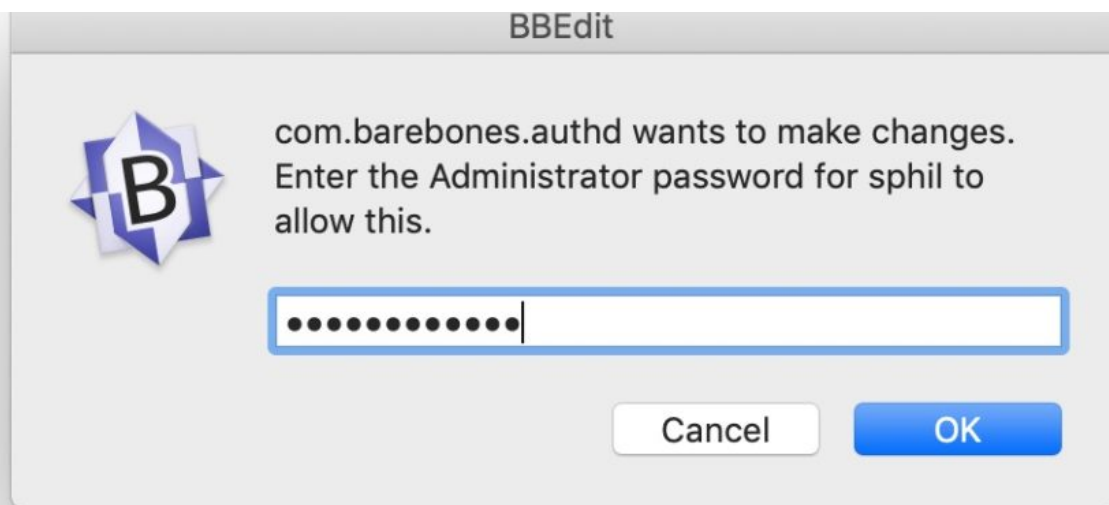 BBEdit
B
com.barebones.authd wants to make changes.
Enter the Administrator password for sphil to
allow this.
••••••••••••
Cancel
OK